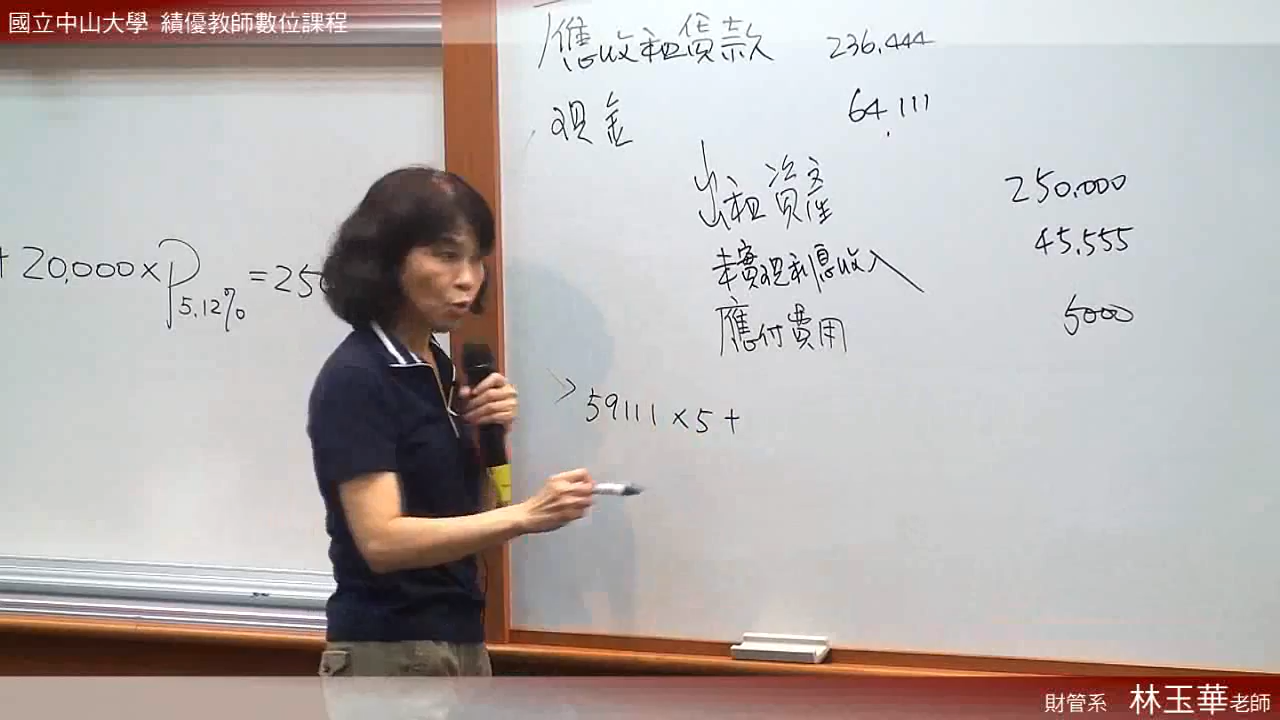 國立中山大學 績優教師數位課程
應收租賃款 236,444
現金 64,111
出租資產 250,000
未實現利息收入 45,555
應付費用 5000
+ 20,000 x P5.12% = 25
> 59111 x 5 +
財管系 林玉華老師